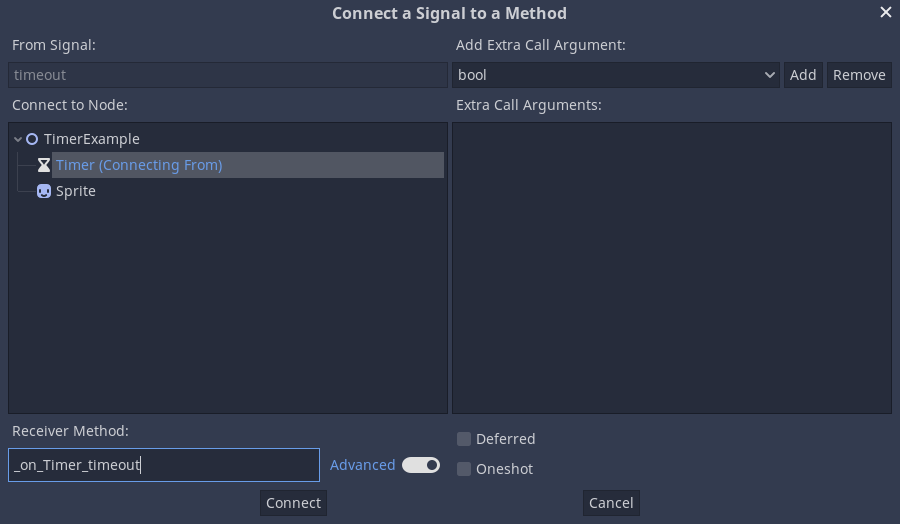 Connect a Signal to a Method
From Signal:
timeout
Connect to Node:
TimerExample
Timer (Connecting From)
Sprite
Receiver Method:
_on_Timer_timeout
Advanced
Add Extra Call Argument:
bool
Add
Remove
Extra Call Arguments:
Deferred
Oneshot
Connect
Cancel